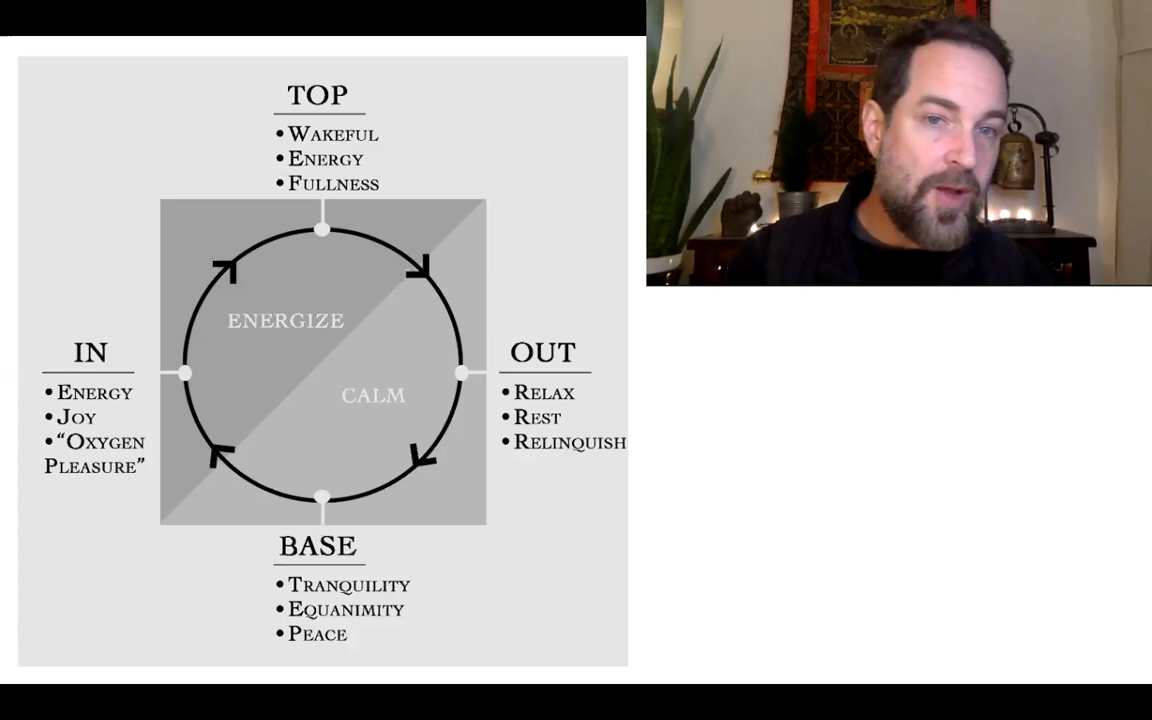 TOP
• WAKEFUL
• ENERGY
• FULLNESS
ENERGIZE
IN
• ENERGY
• JOY
• “OXYGEN
PLEASURE”
CALM
OUT
• RELAX
• REST
• RELINQUISH
BASE
• TRANQUILITY
• EQUANIMITY
• PEACE